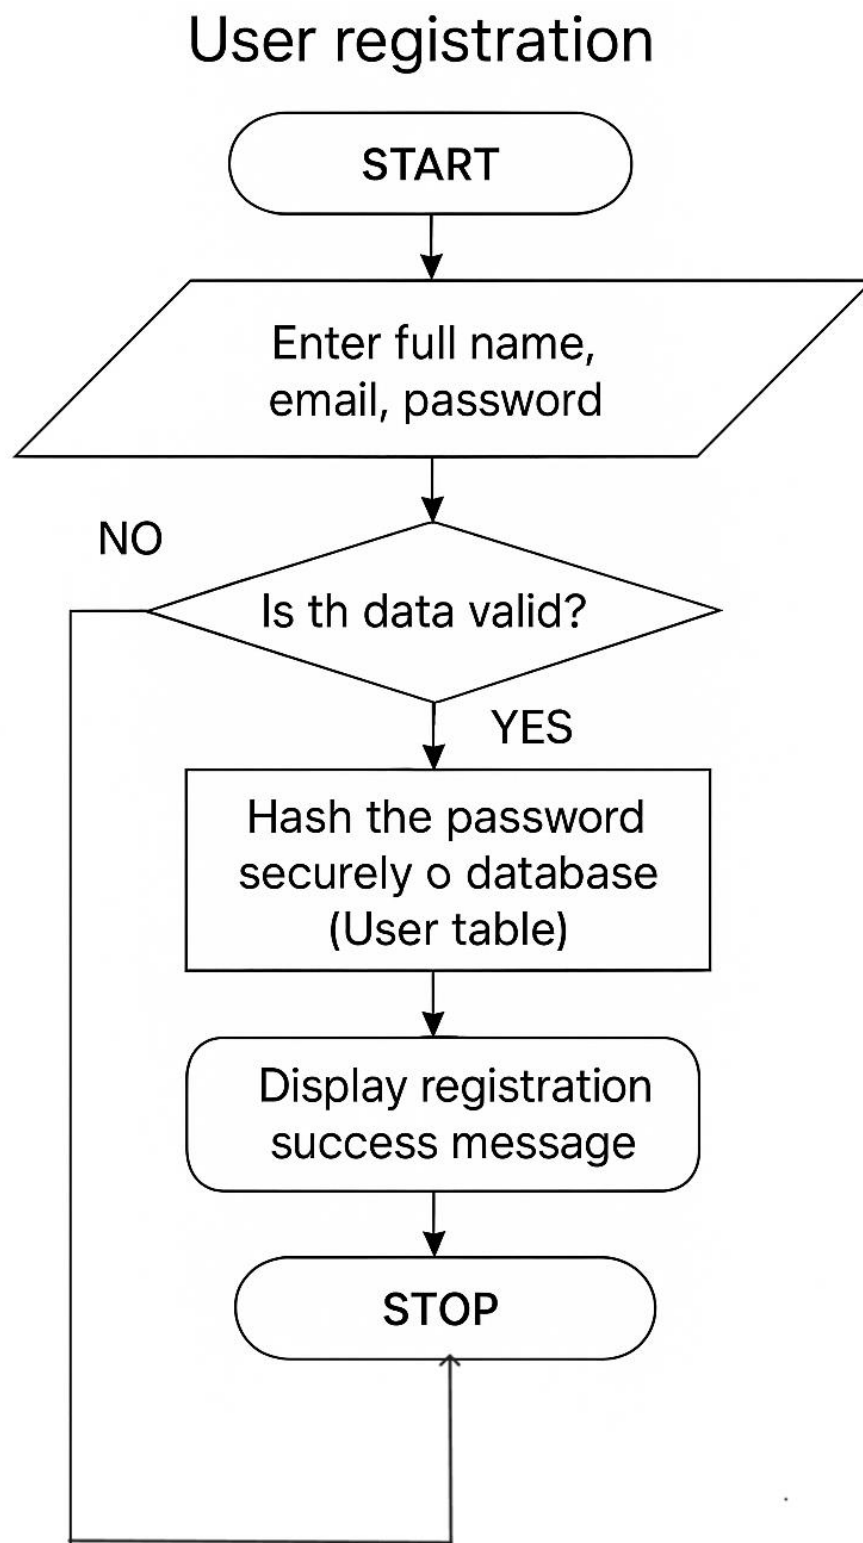 User registration
START
Enter full name,
email, password
NO
Is th data valid?
YES
Hash the password
securely o database
(User table)
Display registration
success message
STOP